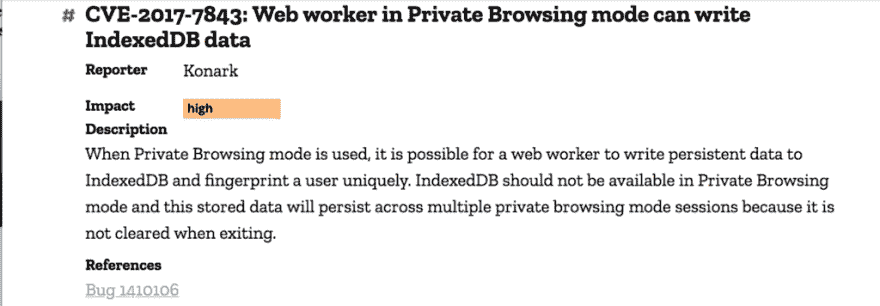 # CVE-2017-7843: Web worker in Private Browsing mode can write
IndexedDB data
Reporter Konark
Impact high
Description
When Private Browsing mode is used, it is possible for a web worker to write persistent data to
IndexedDB and fingerprint a user uniquely. IndexedDB should not be available in Private Browsing
mode and this stored data will persist across multiple private browsing mode sessions because it is
not cleared when exiting.
References
Bug 1410106